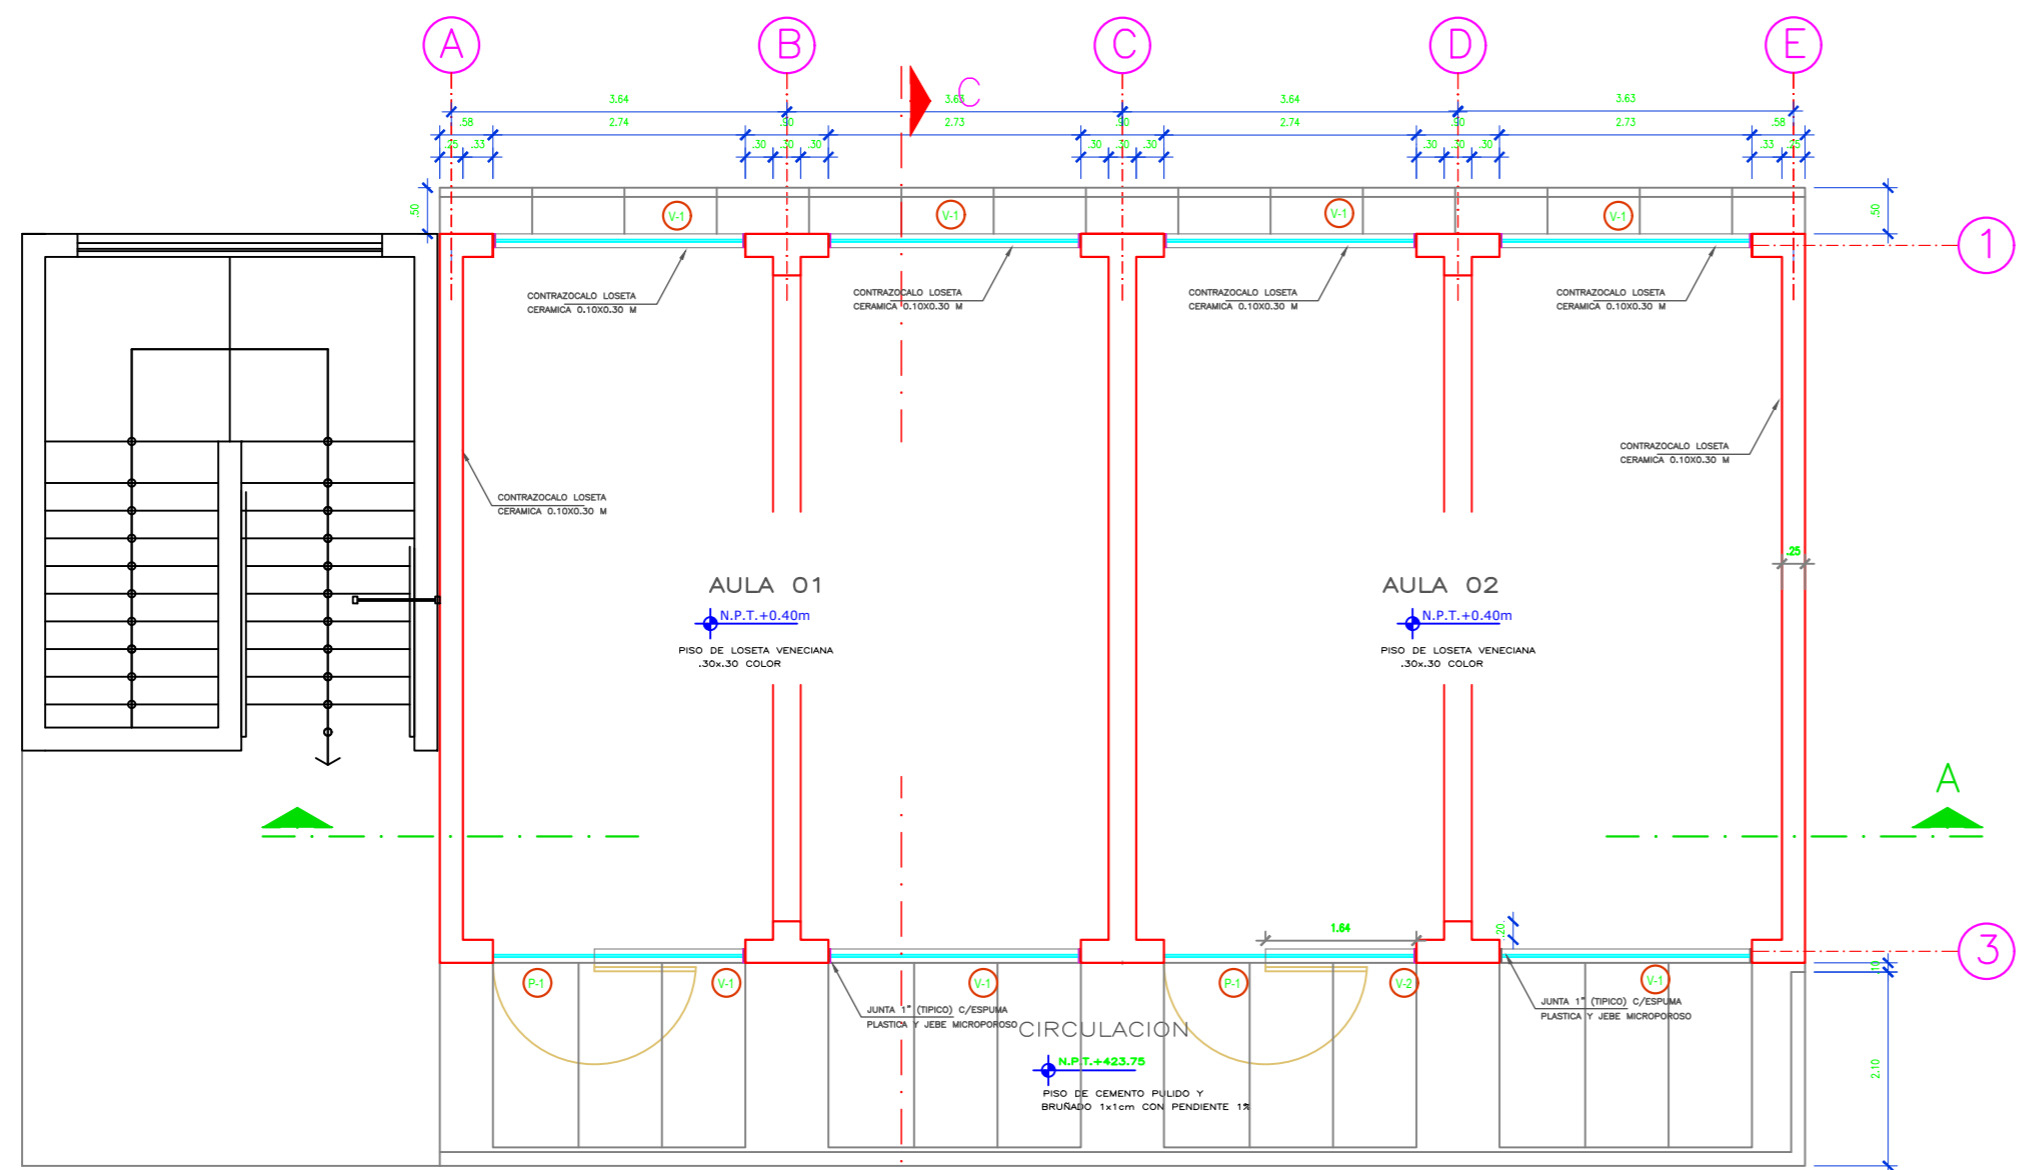 A B C D E
C
3.64 3.63 3.64 3.63
.58 2.74 .90 2.73 .90 2.74 .90 2.73 .58
.25 .33 .30 .30 .30 .30 .30 .30 .30 .30 .30 .33 .25
.50 .50
V-1 V-1 V-1 V-1
1
CONTRAZOCALO LOSETA
CERAMICA 0.10X0.30 M
CONTRAZOCALO LOSETA
CERAMICA 0.10X0.30 M
CONTRAZOCALO LOSETA
CERAMICA 0.10X0.30 M
CONTRAZOCALO LOSETA
CERAMICA 0.10X0.30 M
CONTRAZOCALO LOSETA
CERAMICA 0.10X0.30 M
CONTRAZOCALO LOSETA
CERAMICA 0.10X0.30 M
.25
AULA 01
N.P.T.+0.40m
PISO DE LOSETA VENECIANA
.30x.30 COLOR
AULA 02
N.P.T.+0.40m
PISO DE LOSETA VENECIANA
.30x.30 COLOR
A
1.64
.20
3
.10
P-1 V-1 V-1 P-1 V-2 V-1
JUNTA 1" (TIPICO) C/ESPUMA
PLASTICA Y JEBE MICROPOROSO
JUNTA 1" (TIPICO) C/ESPUMA
PLASTICA Y JEBE MICROPOROSO
CIRCULACION
N.P.T.+423.75
PISO DE CEMENTO PULIDO Y
BRUÑADO 1x1cm CON PENDIENTE 1%
2.10